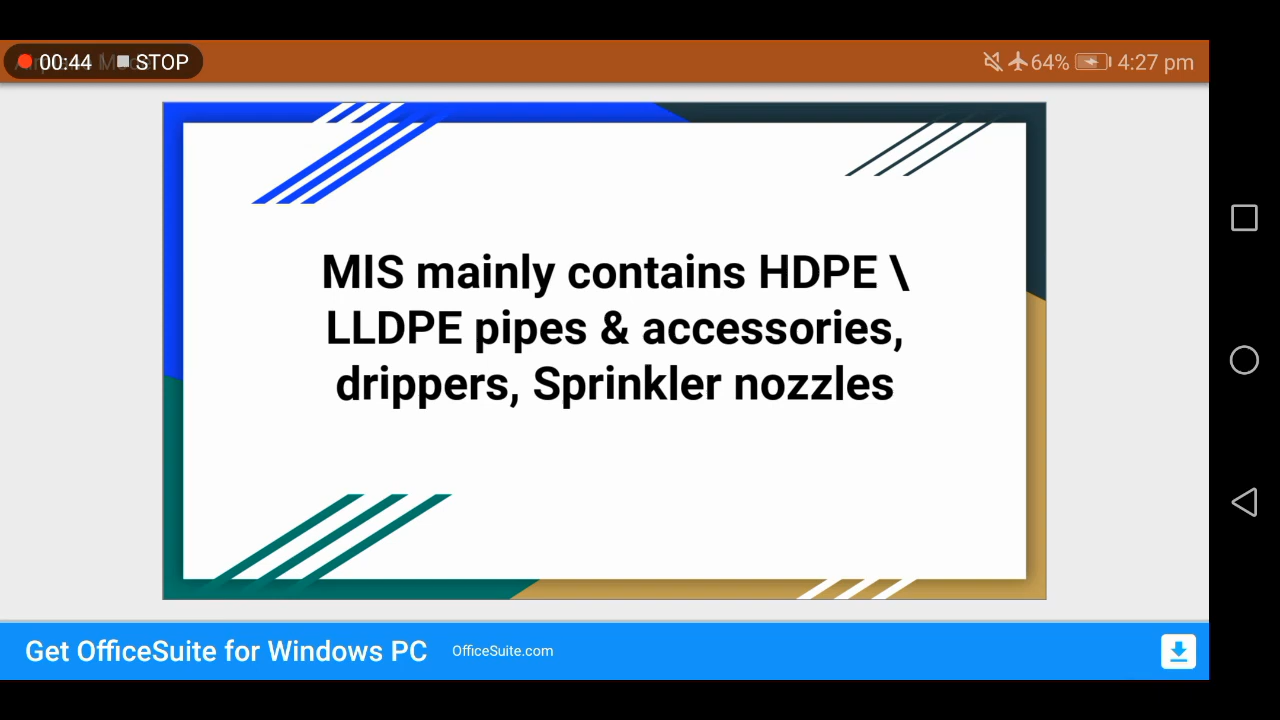 00:44 STOP 64% 4:27 pm
MIS mainly contains HDPE \
LLDPE pipes & accessories,
drippers, Sprinkler nozzles
Get OfficeSuite for Windows PC OfficeSuite.com